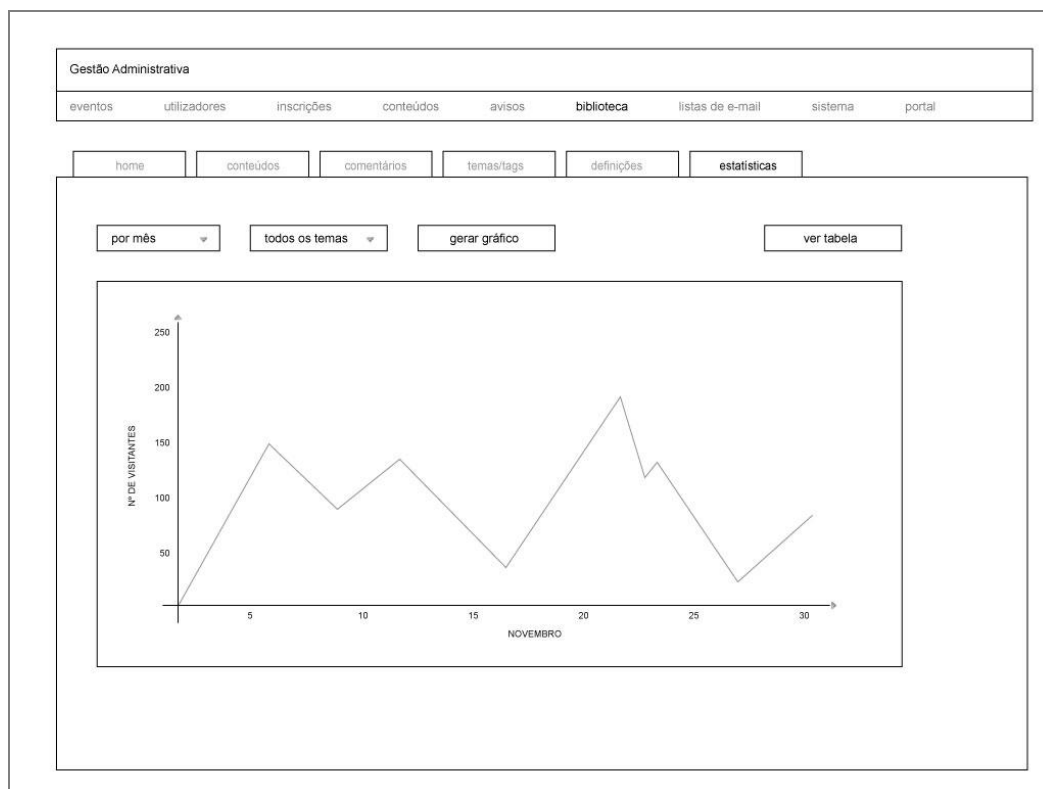 Gestão Administrativa
eventos utilizadores inscrições conteúdos avisos biblioteca listas de e-mail sistema portal
home conteúdos comentários temas/tags definições estatísticas
por mês todos os temas gerar gráfico ver tabela
250
200
150
100
50
Nº DE VISITANTES
5 10 15 20 25 30
NOVEMBRO